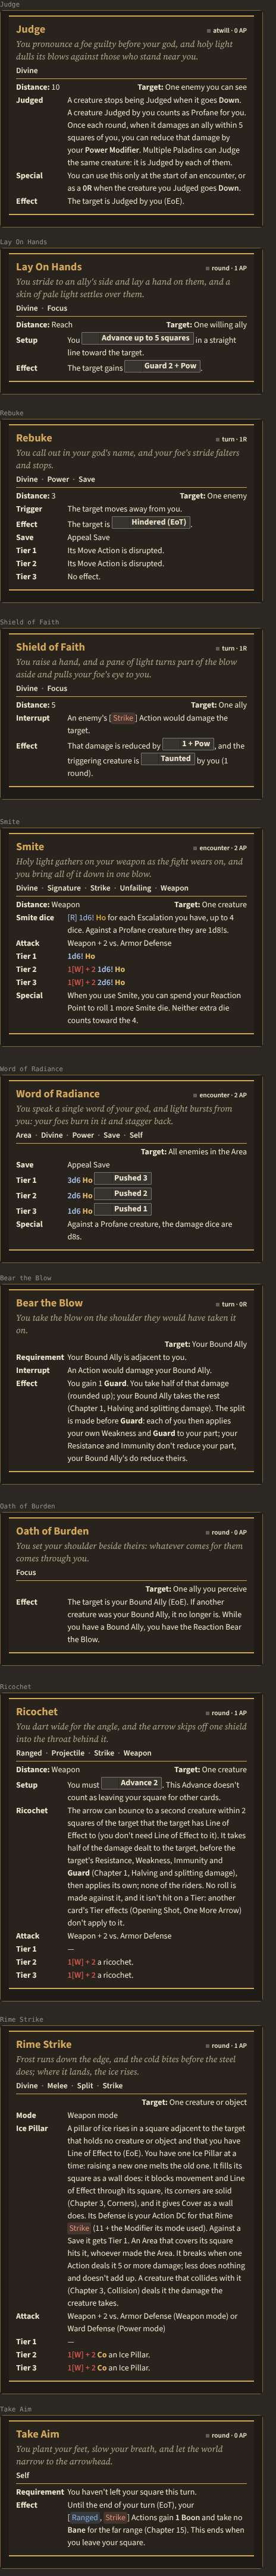 Judge
Judge
atwill · 0 AP
You pronounce a foe guilty before your god, and holy light
dulls its blows against those who stand near you.
Divine
Distance: 10 Target: One enemy you can see
Judged A creature stops being Judged when it goes Down.
A creature Judged by you counts as Profane for you.
Once each round, when it damages an ally within 5
squares of you, you can reduce that damage by
your Power Modifier. Multiple Paladins can Judge
the same creature: it is Judged by each of them.
Special You can use this only at the start of an encounter, or
as a 0R when the creature you Judged goes Down.
Effect The target is Judged by you (EoE).
Lay On Hands
Lay On Hands
round · 1 AP
You stride to an ally's side and lay a hand on them, and a
skin of pale light settles over them.
Divine · Focus
Distance: Reach Target: One willing ally
Setup You Advance up to 5 squares in a straight
line toward the target.
Effect The target gains Guard 2 + Pow.
Rebuke
Rebuke
turn · 1R
You call out in your god's name, and your foe's stride falters
and stops.
Divine · Power · Save
Distance: 3 Target: One enemy
Trigger The target moves away from you.
Effect The target is Hindered (EoT).
Save Appeal Save
Tier 1 Its Move Action is disrupted.
Tier 2 Its Move Action is disrupted.
Tier 3 No effect.
Shield of Faith
Shield of Faith
turn · 1R
You raise a hand, and a pane of light turns part of the blow
aside and pulls your foe's eye to you.
Divine · Focus
Distance: 5 Target: One ally
Interrupt An enemy's [Strike] Action would damage the
target.
Effect That damage is reduced by 1 + Pow, and the
triggering creature is Taunted by you (1
round).
Smite
Smite
encounter · 2 AP
Holy light gathers on your weapon as the fight wears on, and
you bring all of it down in one blow.
Divine · Signature · Strike · Unfailing · Weapon
Distance: Weapon Target: One creature
Smite dice [R] 1d6! Ho for each Escalation you have, up to 4
dice. Against a Profane creature they are 1d8!s.
Attack Weapon + 2 vs. Armor Defense
Tier 1 1d6! Ho
Tier 2 1[W] + 2 1d6! Ho
Tier 3 1[W] + 2 2d6! Ho
Special When you use Smite, you can spend your Reaction
Point to roll 1 more Smite die. Neither extra die
counts toward the 4.
Word of Radiance
Word of Radiance
encounter · 2 AP
You speak a single word of your god, and light bursts from
you: your foes burn in it and stagger back.
Area · Divine · Power · Save · Self
Target: All enemies in the Area
Save Appeal Save
Tier 1 3d6 Ho Pushed 3
Tier 2 2d6 Ho Pushed 2
Tier 3 1d6 Ho Pushed 1
Special Against a Profane creature, the damage dice are
d8s.
Bear the Blow
Bear the Blow
turn · 0R
You take the blow on the shoulder they would have taken it
on.
Target: Your Bound Ally
Requirement Your Bound Ally is adjacent to you.
Interrupt An Action would damage your Bound Ally.
Effect You gain 1 Guard. You take half of that damage
(rounded up); your Bound Ally takes the rest
(Chapter 1, Halving and splitting damage). The split
is made before Guard: each of you then applies
your own Weakness and Guard to your part; your
Resistance and Immunity don't reduce your part,
your Bound Ally's do reduce theirs.
Oath of Burden
Oath of Burden
round · 0 AP
You set your shoulder beside theirs: whatever comes for them
comes through you.
Focus
Target: One ally you perceive
Effect The target is your Bound Ally (EoE). If another
creature was your Bound Ally, it no longer is. While
you have a Bound Ally, you have the Reaction Bear
the Blow.
Ricochet
Ricochet
round · 1 AP
You dart wide for the angle, and the arrow skips off one shield
into the throat behind it.
Ranged · Projectile · Strike · Weapon
Distance: Weapon Target: One creature
Setup You must Advance 2. This Advance doesn't
count as leaving your square for other cards.
Ricochet The arrow can bounce to a second creature within 2
squares of the target that the target has Line of
Effect to (you don't need Line of Effect to it). It takes
half of the damage dealt to the target, before the
target's Resistance, Weakness, Immunity and
Guard (Chapter 1, Halving and splitting damage),
then applies its own; none of the riders. No roll is
made against it, and it isn't hit on a Tier: another
card's Tier effects (Opening Shot, One More Arrow)
don't apply to it.
Attack Weapon + 2 vs. Armor Defense
Tier 1 —
Tier 2 1[W] + 2 a ricochet.
Tier 3 1[W] + 2 a ricochet.
Rime Strike
Rime Strike
round · 1 AP
Frost runs down the edge, and the cold bites before the steel
does; where it lands, the ice rises.
Divine · Melee · Split · Strike
Target: One creature or object
Mode Weapon mode
Ice Pillar A pillar of ice rises in a square adjacent to the target
that holds no creature or object and that you have
Line of Effect to (EoE). You have one Ice Pillar at a
time: raising a new one melts the old one. It fills its
square as a wall does: it blocks movement and Line
of Effect through its square, its corners are solid
(Chapter 3, Corners), and it gives Cover as a wall
does. Its Defense is your Action DC for that Rime
Strike (11 + the Modifier its mode used). Against a
Save it gets Tier 1. An Area that covers its square
hits it, whoever made the Area. It breaks when one
Action deals it 5 or more damage; less does nothing
and doesn't add up. A creature that collides with it
(Chapter 3, Collision) deals it the damage the
creature takes.
Attack Weapon + 2 vs. Armor Defense (Weapon mode) or
Ward Defense (Power mode)
Tier 1 —
Tier 2 1[W] + 2 Co an Ice Pillar.
Tier 3 1[W] + 2 Co an Ice Pillar.
Take Aim
Take Aim
round · 0 AP
You plant your feet, slow your breath, and let the world
narrow to the arrowhead.
Self
Requirement You haven't left your square this turn.
Effect Until the end of your turn (EoT), your
[Ranged, Strike] Actions gain 1 Boon and take no
Bane for the far range (Chapter 15). This ends when
you leave your square.